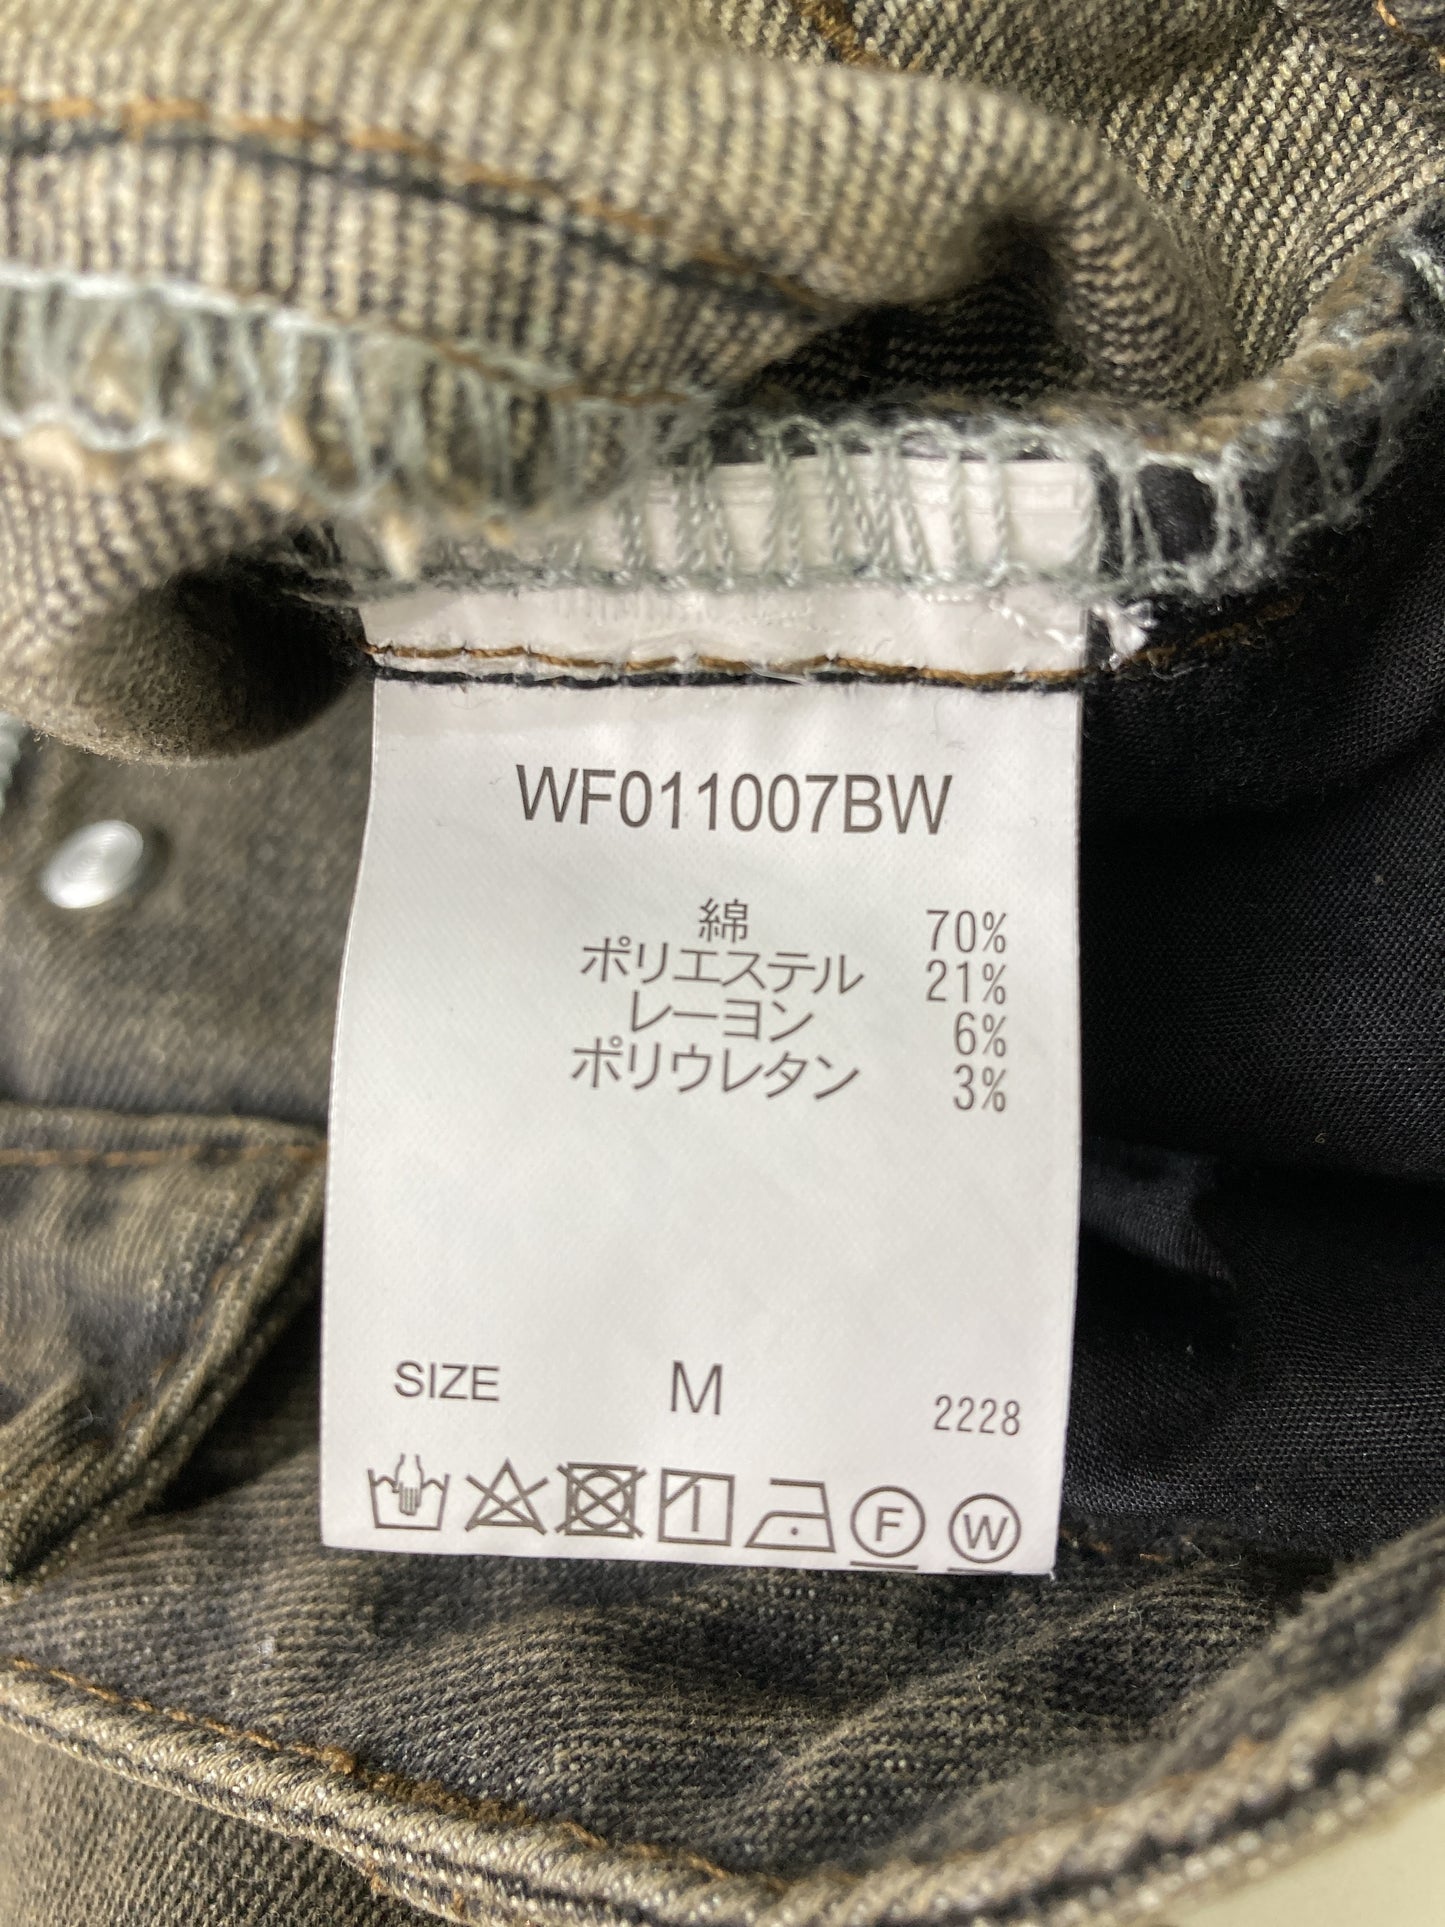 WF011007BW
綿 70%
ポリエステル 21%
レーヨン 6%
ポリウレタン 3%
SIZE M 2228
F W